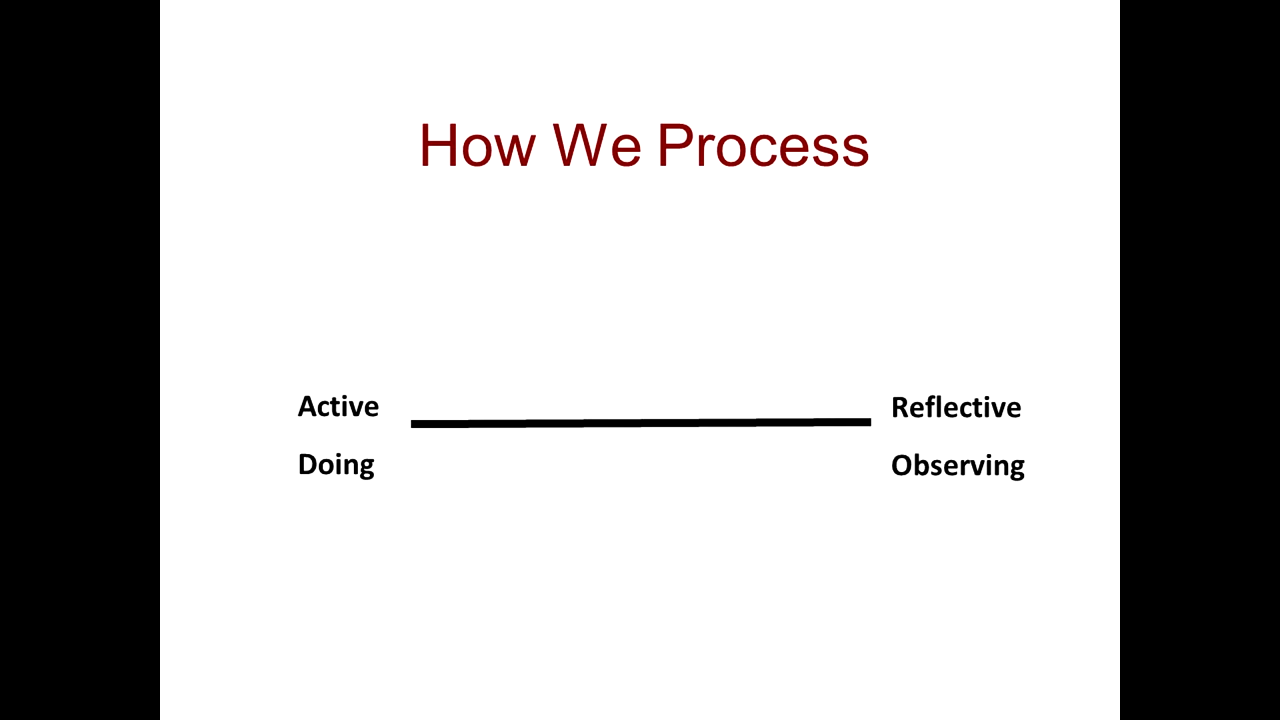 How We Process
Active
Reflective
Doing
Observing